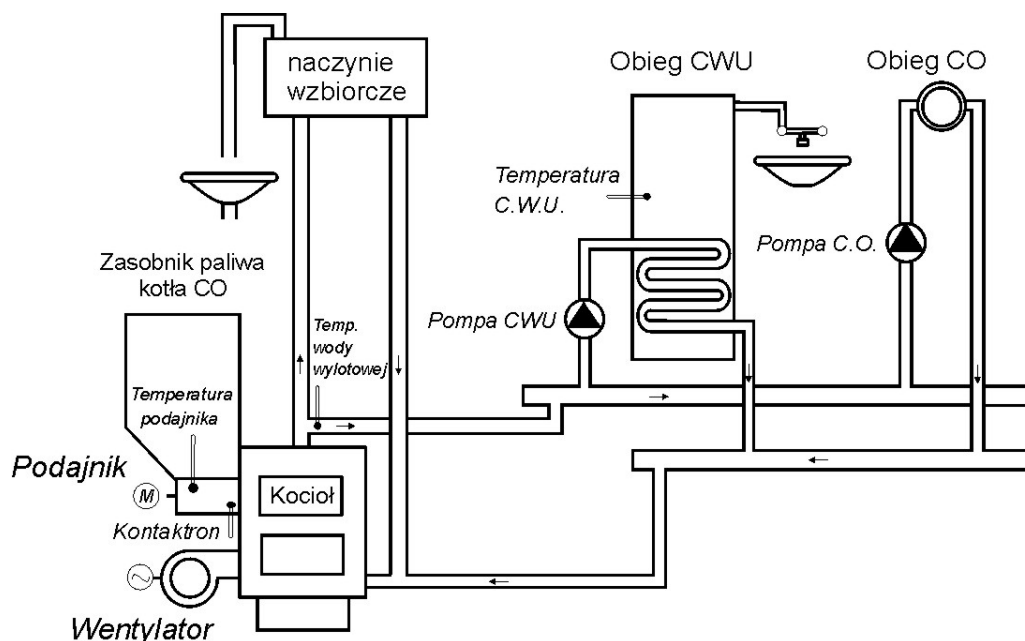 naczynie
wzbiorcze
Obieg CWU
Obieg CO
Temperatura
C.W.U.
Pompa C.O.
Zasobnik paliwa
kotła CO
Pompa CWU
Temp.
wody
wylotowej
Temperatura
podajnika
Podajnik
M
Kocioł
Kontaktron
Wentylator